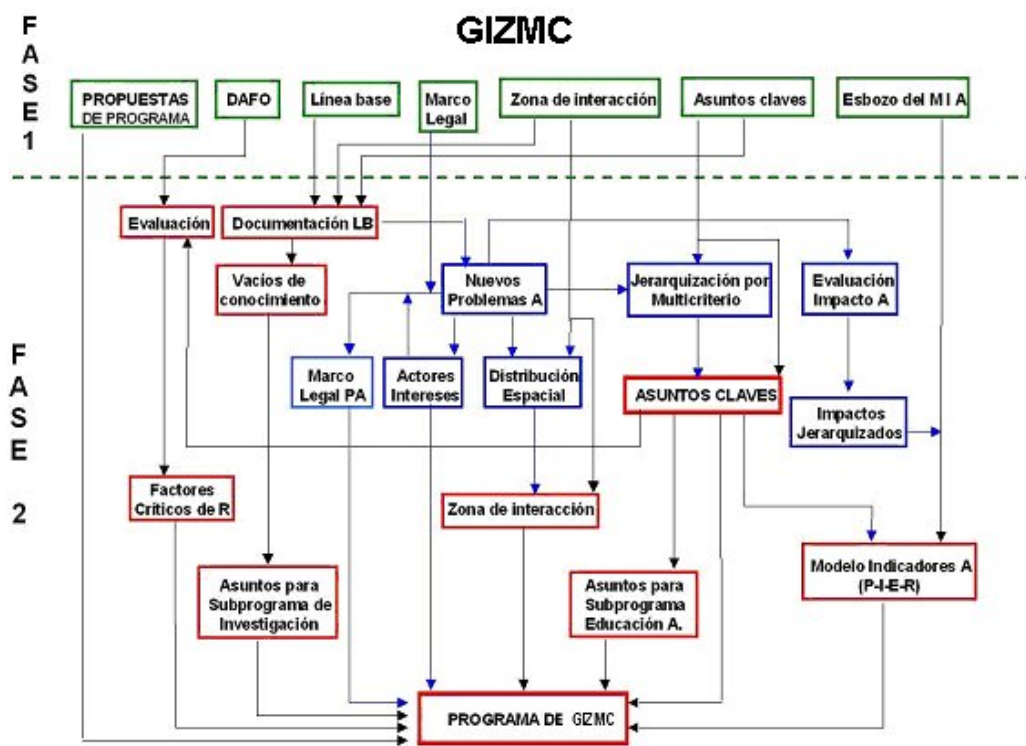 GIZMC
FASE 1
PROPUESTAS
DE PROGRAMA
DAFO
Línea base
Marco
Legal
Zona de interacción
Asuntos claves
Esbozo del M I A
FASE 2
Evaluación
Documentación LB
Vacíos de
conocimiento
Nuevos
Problemas A
Jerarquización por
Multicriterio
Evaluación
Impacto A
Marco
Legal PA
Actores
Intereses
Distribución
Espacial
ASUNTOS CLAVES
Impactos
Jerarquizados
Factores
Críticos de R
Zona de interacción
Asuntos para
Subprograma de
Investigación
Asuntos para
Subprograma
Educación A.
Modelo Indicadores A
(P-I-E-R)
PROGRAMA DE GIZMC